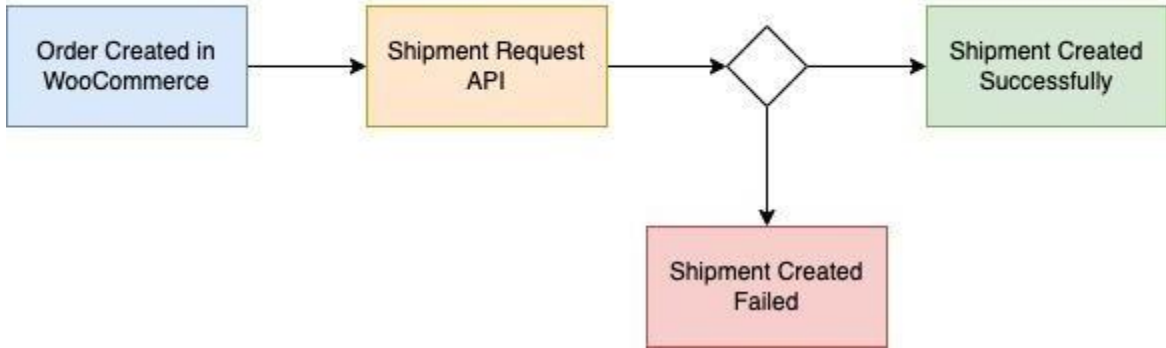 Order Created in
WooCommerce
Shipment Request
API
Shipment Created
Successfully
Shipment Created
Failed